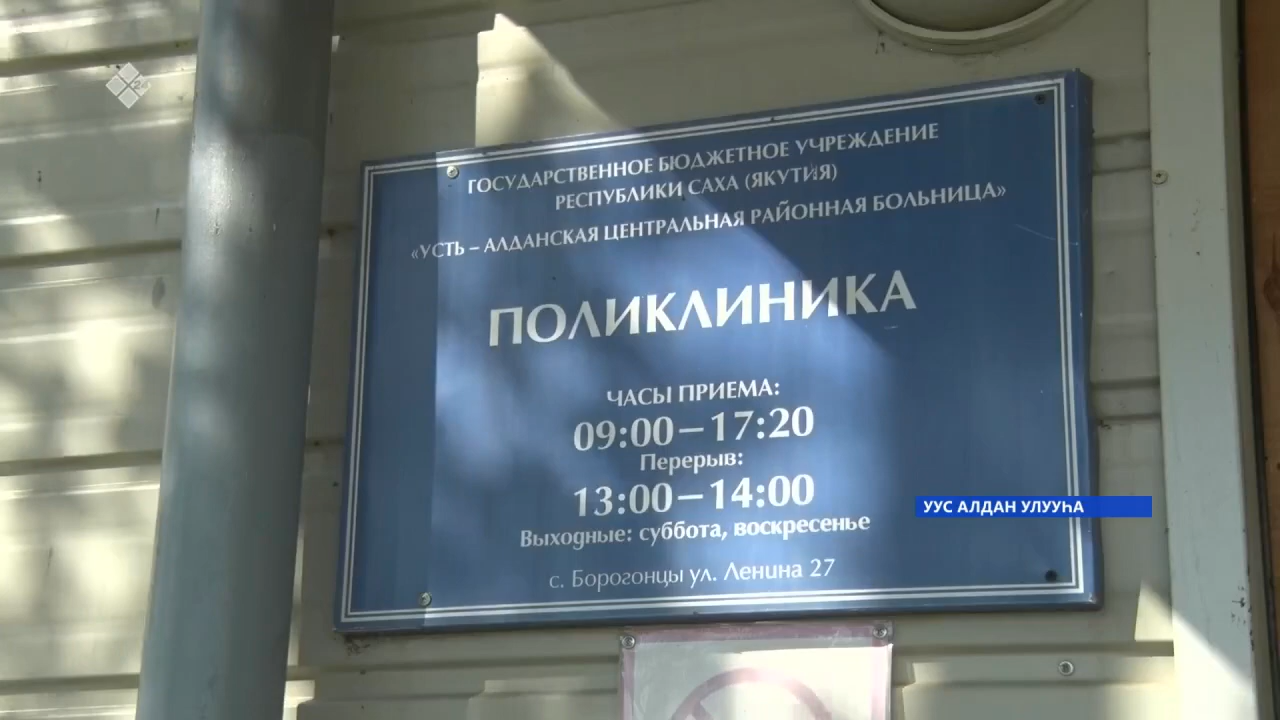 24
ГОСУДАРСТВЕННОЕ БЮДЖЕТНОЕ УЧРЕЖДЕНИЕ
РЕСПУБЛИКИ САХА (ЯКУТИЯ)
«УСТЬ – АЛДАНСКАЯ ЦЕНТРАЛЬНАЯ РАЙОННАЯ БОЛЬНИЦА»
ПОЛИКЛИНИКА
ЧАСЫ ПРИЕМА:
09:00 – 17:20
Перерыв:
13:00 – 14:00
Выходные: суббота, воскресенье
с. Борогонцы ул. Ленина 27
УУС АЛДАН УЛУУҺА